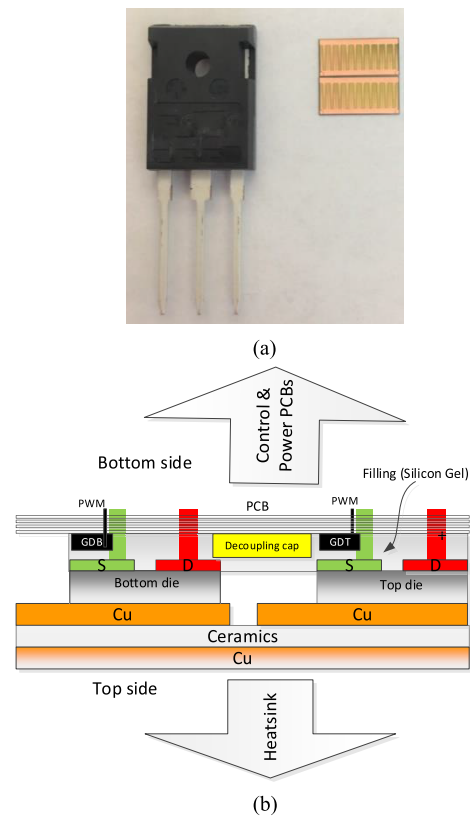 (a)
Control &
Power PCBs
Bottom side
Filling (Silicon Gel)
PWM
PCB
PWM
GDB
Decoupling cap
GDT
+
S
D
S
D
Bottom die
Top die
Cu
Cu
Ceramics
Cu
Top side
Heatsink
(b)